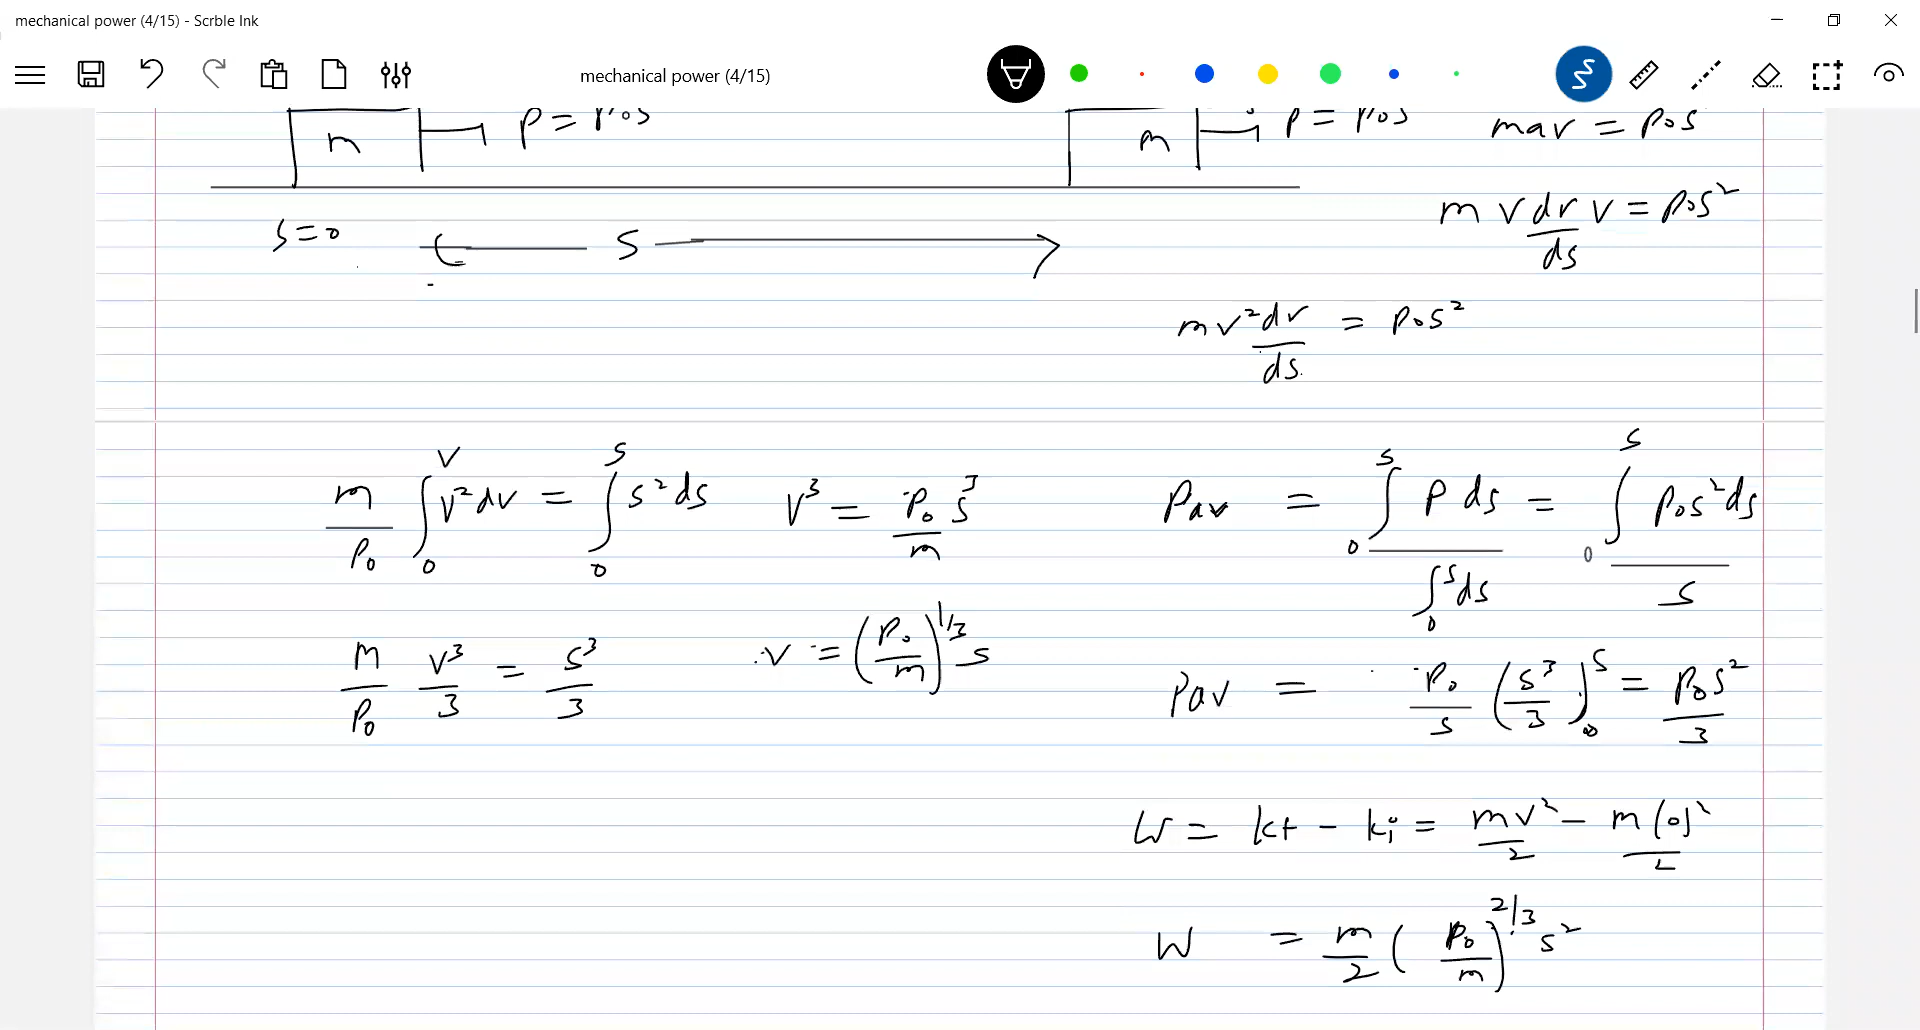 mechanical power (4/15) - Scrble Ink
mechanical power (4/15)
m P = P₀s m P = P₀s mav = P₀s
s=0 s m v dv/ds v = P₀s²
mv² dv/ds = P₀s²
m/P₀ ∫₀ᵛ v²dv = ∫₀ˢ s²ds v³ = P₀/m s³ Pav = ∫₀ˢ P ds / ∫₀ˢ ds = ∫₀ˢ P₀s²ds / s
m/P₀ v³/3 = s³/3 ∴v = (P₀/m)^1/3 s Pav = P₀/s (s³/3)₀ˢ = P₀s²/3
W = kf - ki = mv²/2 - m(0)²/2
W = m/2 (P₀/m)^2/3 s²